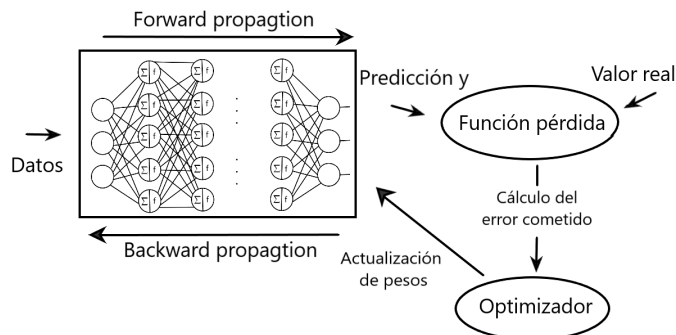 Forward propagtion
Datos
Σ f Σ f Σ f
Σ f Σ f Σ f
Σ f Σ f Σ f
Σ f Σ f Σ f
Σ f Σ f Σ f
Backward propagtion
Predicción y
Valor real
Función pérdida
Cálculo del
error cometido
Actualización
de pesos
Optimizador